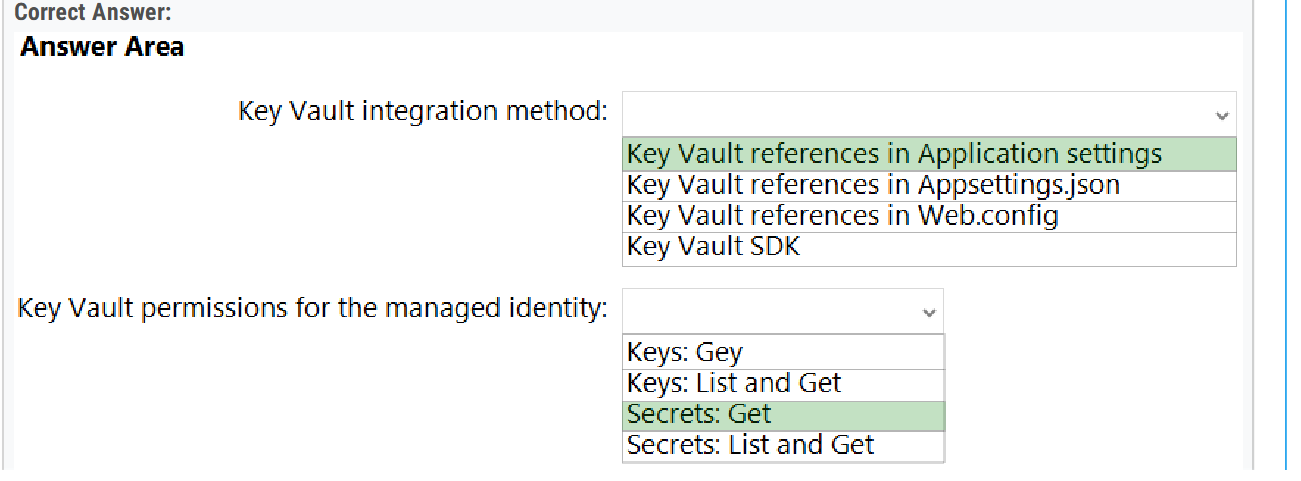 Correct Answer:
Answer Area
Key Vault integration method:
Key Vault references in Application settings
Key Vault references in Appsettings.json
Key Vault references in Web.config
Key Vault SDK
Key Vault permissions for the managed identity:
Keys: Gey
Keys: List and Get
Secrets: Get
Secrets: List and Get